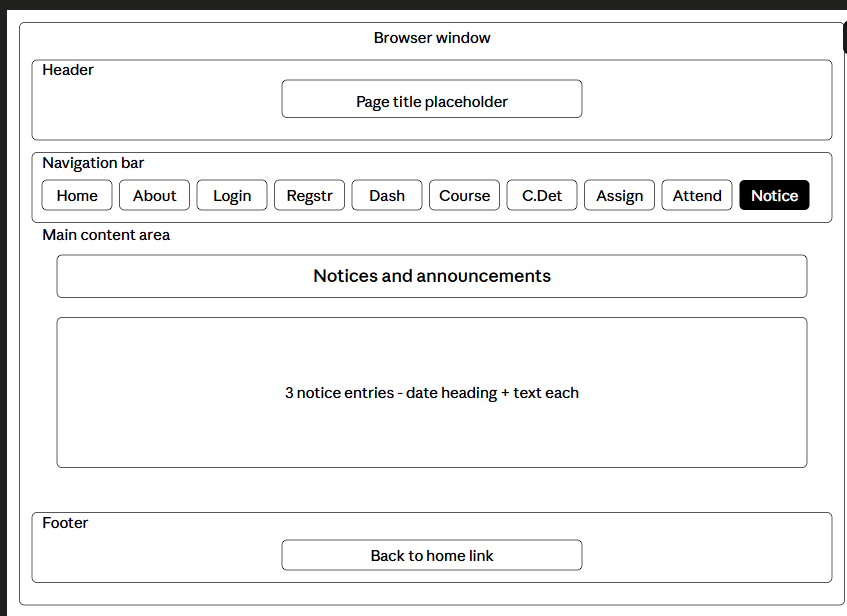 Browser window
Header
Page title placeholder
Navigation bar
Home About Login Regstr Dash Course C.Det Assign Attend Notice
Main content area
Notices and announcements
3 notice entries - date heading + text each
Footer
Back to home link